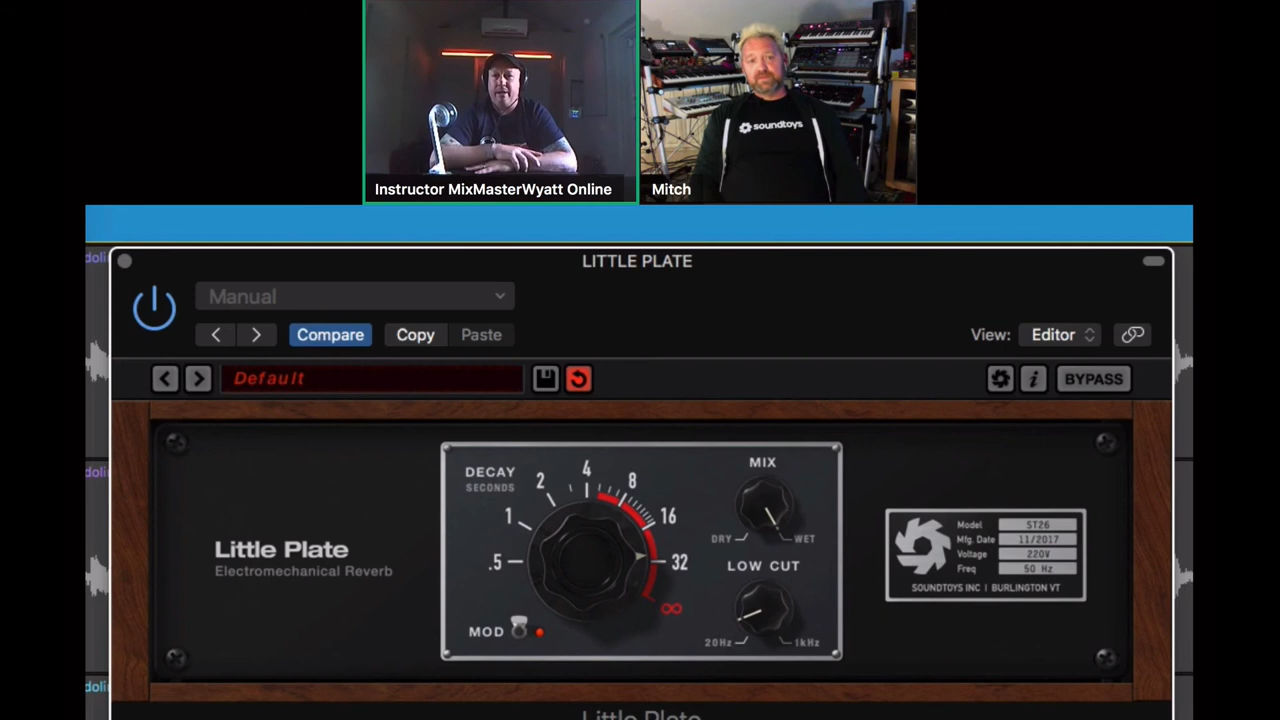 soundtoys
Instructor MixMasterWyatt Online
Mitch
LITTLE PLATE
Manual
Compare
Copy
Paste
View:
Editor
Default
i
BYPASS
DECAY
SECONDS
.5
1
2
4
8
16
32
∞
MOD
MIX
DRY
WET
LOW CUT
20Hz
1kHz
Little Plate
Electromechanical Reverb
Model ST26
Mfg. Date 11/2017
Voltage 220V
Freq 50 Hz
SOUNDTOYS INC | BURLINGTON VT
Little Plate